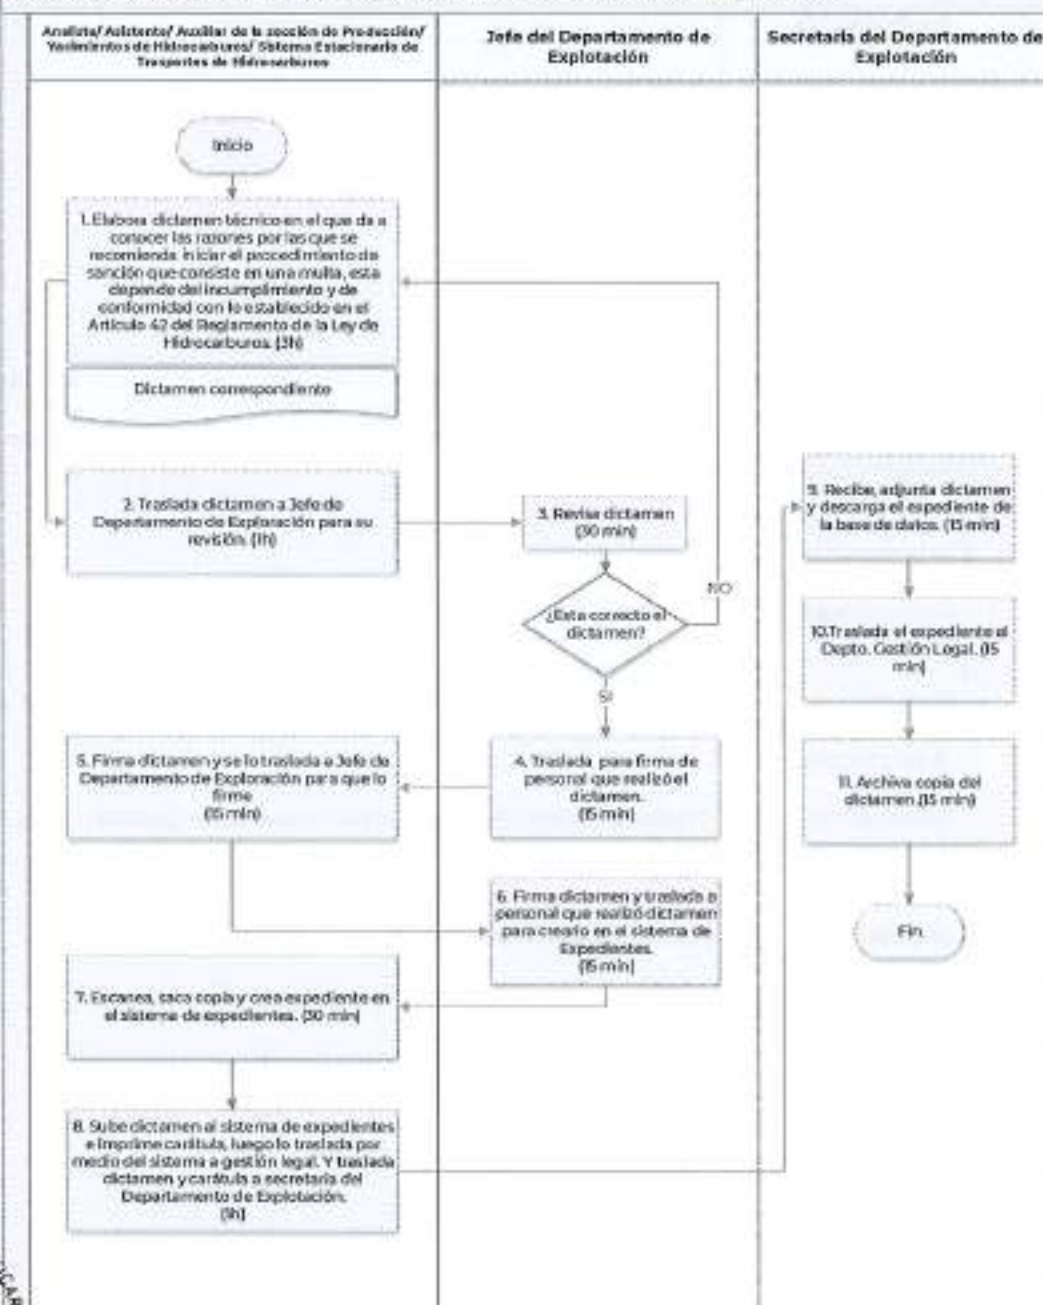 Analista/ Asistente/ Auxiliar de la sección de Producción/
Yacimientos de Hidrocarburos/ Sistema Estacionario de
Trasportes de Hidrocarburos
Jefe del Departamento de
Explotación
Secretaria del Departamento de
Explotación
Inicio
1. Elabora dictamen técnico en el que da a
conocer las razones por las que se
recomienda iniciar el procedimiento de
sanción que consiste en una multa, esta
depende del incumplimiento y de
conformidad con lo establecido en el
Artículo 42 del Reglamento de la Ley de
Hidrocarburos. (3h)
Dictamen correspondiente
2. Traslada dictamen a Jefe de
Departamento de Exploración para su
revisión. (1h)
3. Revisa dictamen
(30 min)
¿Esta correcto el
dictamen?
NO
SI
4. Traslada para firma de
personal que realizó el
dictamen.
(15 min)
5. Firma dictamen y se lo traslada a Jefe de
Departamento de Exploración para que lo
firme
(15 min)
6. Firma dictamen y traslada a
personal que realizó dictamen
para crearlo en el sistema de
Expedientes.
(15 min)
7. Escanea, saca copia y crea expediente en
el sistema de expedientes. (30 min)
8. Sube dictamen al sistema de expedientes
e imprime carátula, luego lo traslada por
medio del sistema a gestión legal. Y traslada
dictamen y carátula a secretaria del
Departamento de Explotación.
(1h)
9. Recibe, adjunta dictamen
y descarga el expediente de
la base de datos. (15 min)
10.Traslada el expediente al
Depto. Gestión Legal. (15
min)
11. Archiva copia del
dictamen (15 min)
Fin